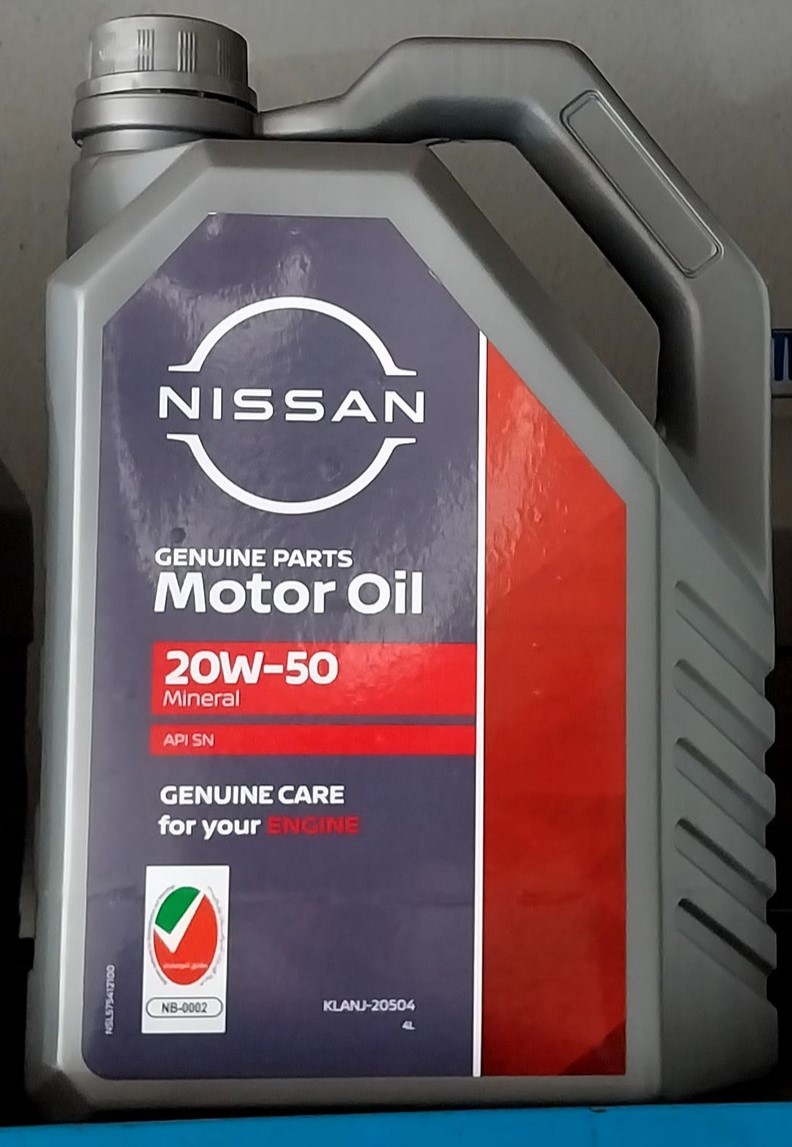 NISSAN
GENUINE PARTS
Motor Oil
20W-50
Mineral
API SN
GENUINE CARE
for your ENGINE
NB-0002
KLANJ-20504
4L
NSL575412100